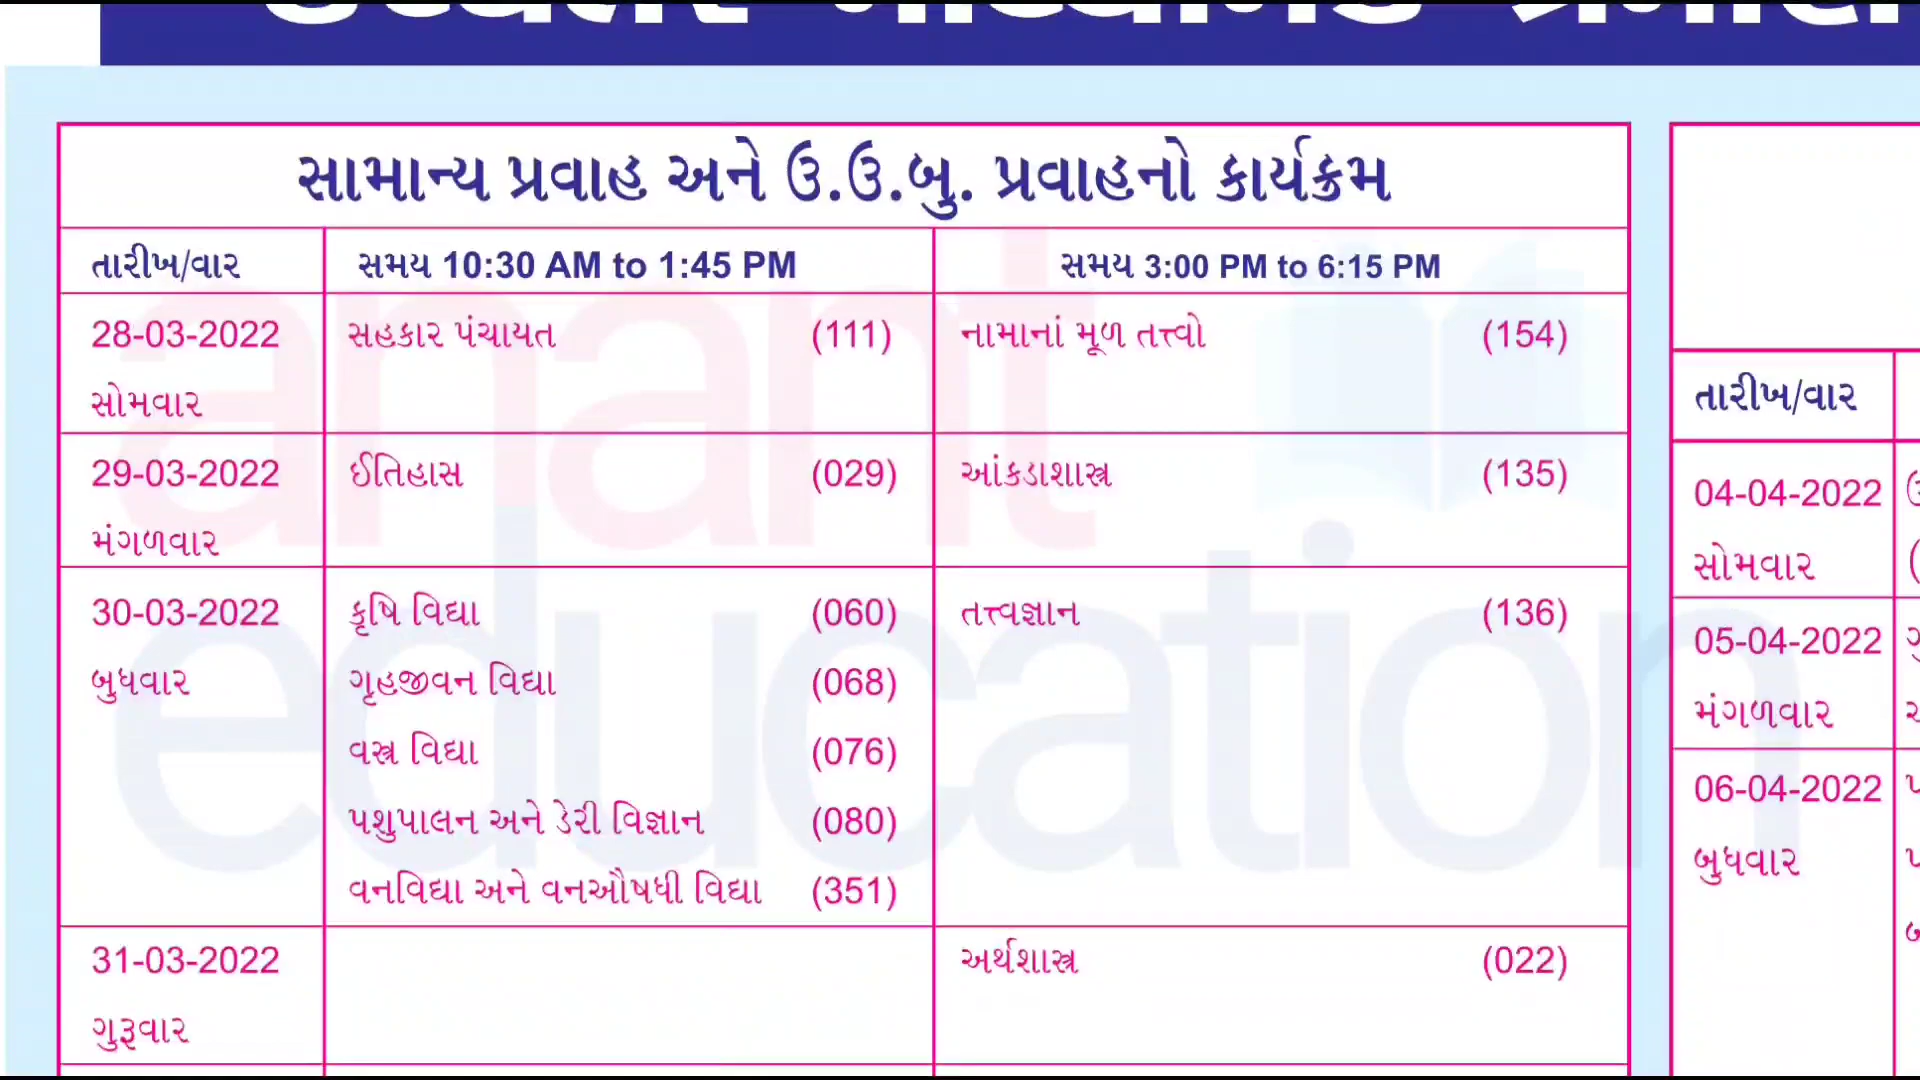 સામાન્ય પ્રવાહ અને ઉ.ઉ.બુ. પ્રવાહનો કાર્યક્રમ
તારીખ/વાર સમય 10:30 AM to 1:45 PM સમય 3:00 PM to 6:15 PM
28-03-2022 સહકાર પંચાયત (111) નામાનાં મૂળ તત્ત્વો (154)
સોમવાર
29-03-2022 ઈતિહાસ (029) આંકડાશાસ્ત્ર (135)
મંગળવાર
30-03-2022 કૃષિ વિદ્યા (060) તત્ત્વજ્ઞાન (136)
બુધવાર ગૃહજીવન વિદ્યા (068)
વસ્ત્ર વિદ્યા (076)
પશુપાલન અને ડેરી વિજ્ઞાન (080)
વનવિદ્યા અને વનઔષધી વિદ્યા (351)
31-03-2022 અર્થશાસ્ત્ર (022)
ગુરૂવાર
તારીખ/વાર
04-04-2022
સોમવાર
05-04-2022
મંગળવાર
06-04-2022
બુધવાર
anant
education